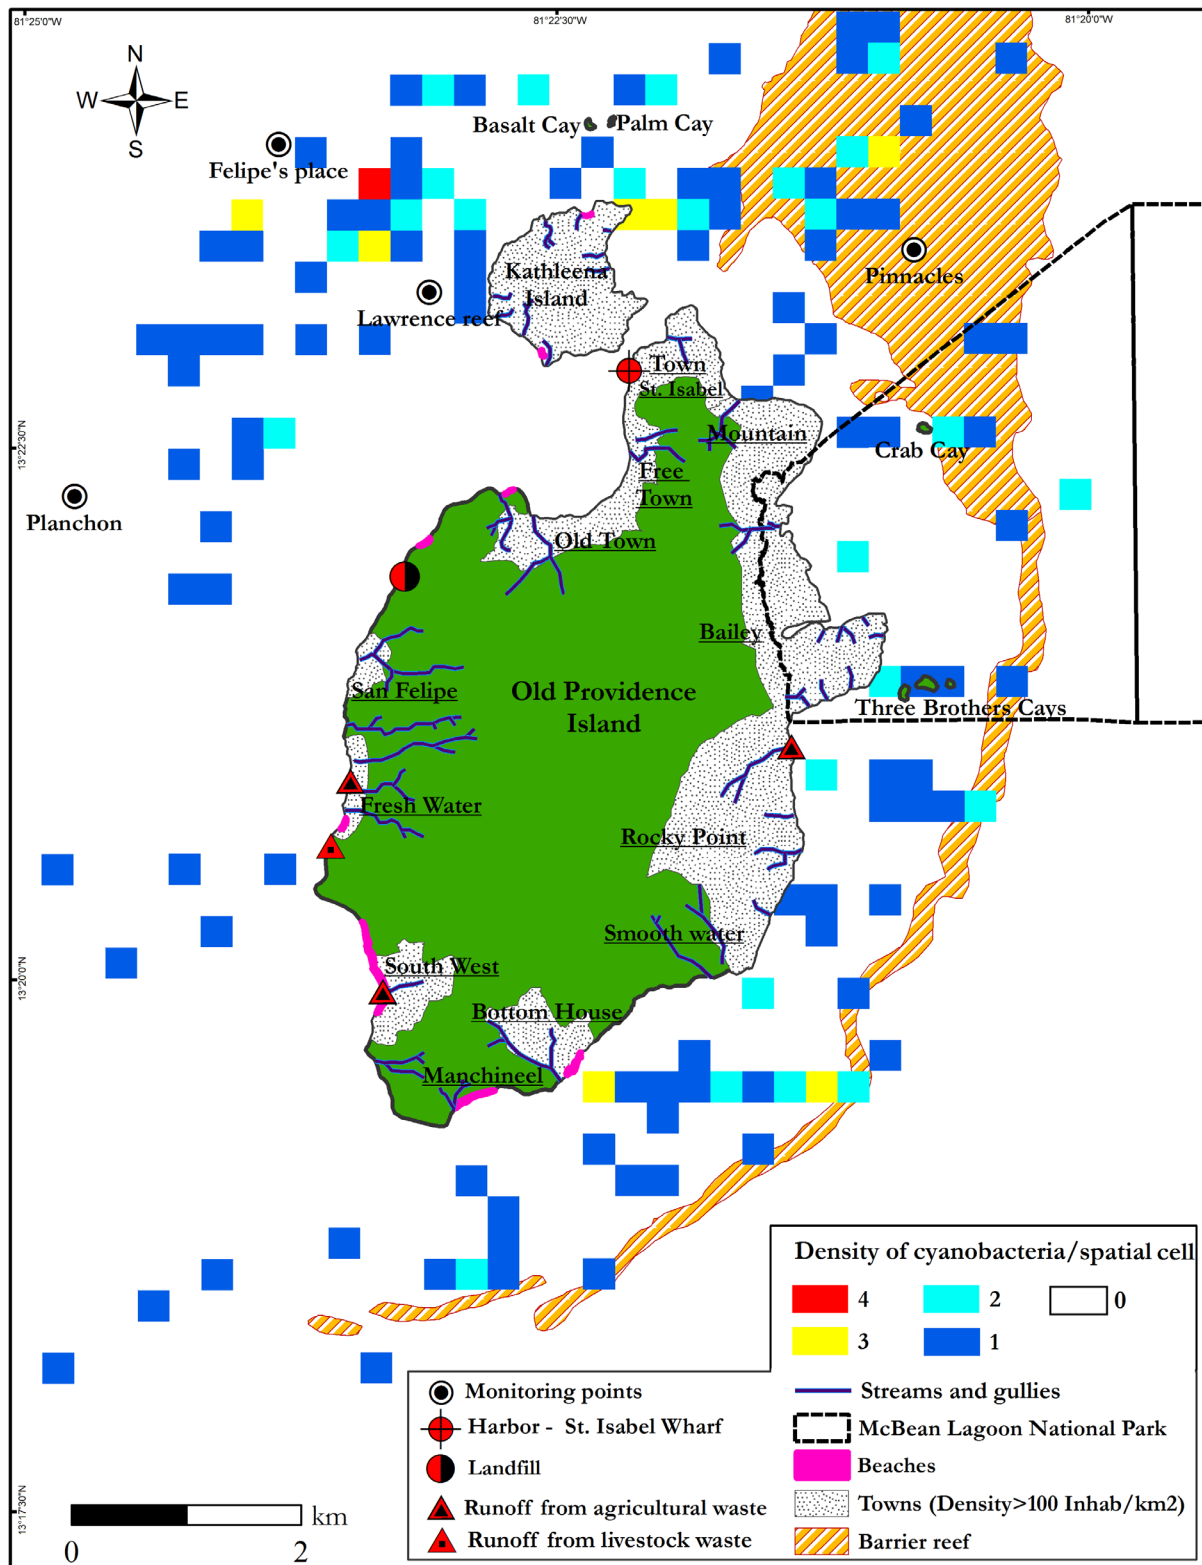 81°25'0"W
81°22'30"W
81°20'0"W
N
W
E
S
Basalt Cay
Palm Cay
Felipe's place
Kathleena
Island
Pinnacles
Lawrence reef
Town
St. Isabel
13°22'30"N
Mountain
Crab Cay
Free
Town
Planchon
Old Town
Bailey
San Felipe
Old Providence
Island
Three Brothers Cays
Fresh Water
Rocky Point
Smooth water
South West
13°20'0"N
Bottom House
Manchineel
Density of cyanobacteria/spatial cell
4
2
0
3
1
Monitoring points
Streams and gullies
Harbor - St. Isabel Wharf
McBean Lagoon National Park
Landfill
Beaches
Runoff from agricultural waste
Towns (Density>100 Inhab/km2)
Runoff from livestock waste
Barrier reef
13°17'30"N
km
0
2